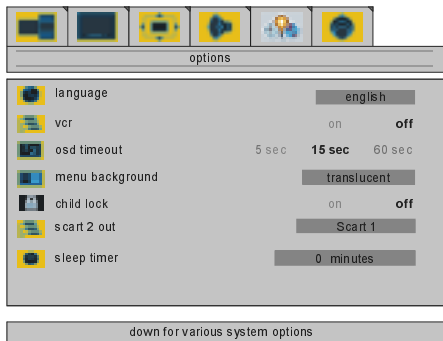 options
language english
vcr on off
osd timeout 5 sec 15 sec 60 sec
menu background translucent
child lock on off
scart 2 out Scart 1
sleep timer 0 minutes
down for various system options